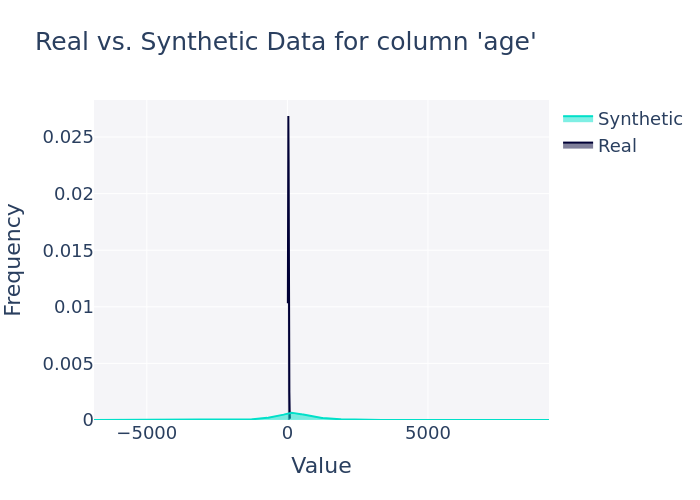 Real vs. Synthetic Data for column 'age'
Synthetic
Real
Frequency
0.025
0.02
0.015
0.01
0.005
0
−5000
0
5000
Value